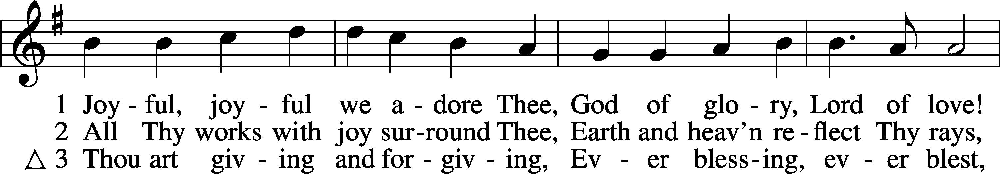 1 Joy - ful, joy - ful we a - dore Thee, God of glo - ry, Lord of love!
2 All Thy works with joy sur-round Thee, Earth and heav’n re - flect Thy rays,
△ 3 Thou art giv - ing and for - giv - ing, Ev - er bless-ing, ev - er blest,